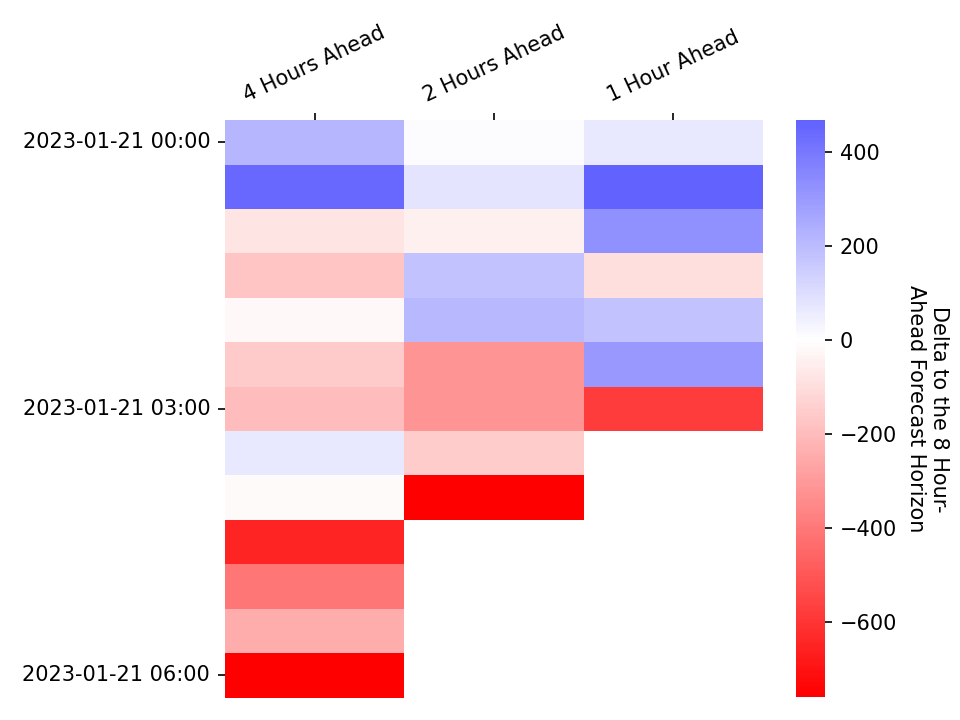 4 Hours Ahead
2 Hours Ahead
1 Hour Ahead
2023-01-21 00:00
2023-01-21 03:00
2023-01-21 06:00
400
200
0
−200
−400
−600
Delta to the 8 Hour-
Ahead Forecast Horizon